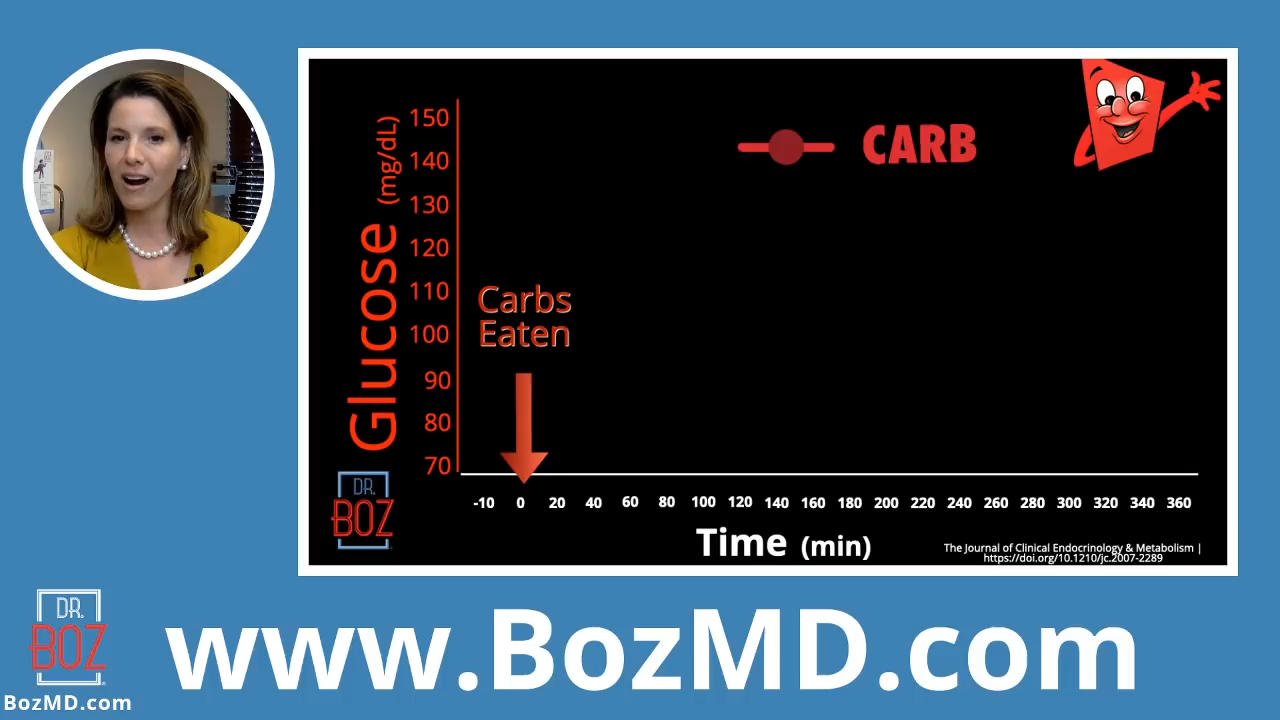 150
140
130
120
110
100
90
80
70
Glucose (mg/dL)
CARB
Carbs
Eaten
-10 0 20 40 60 80 100 120 140 160 180 200 220 240 260 280 300 320 340 360
Time (min)
The Journal of Clinical Endocrinology & Metabolism |
https://doi.org/10.1210/jc.2007-2289
DR.
BOZ
DR.
BOZ
BozMD.com
www.BozMD.com